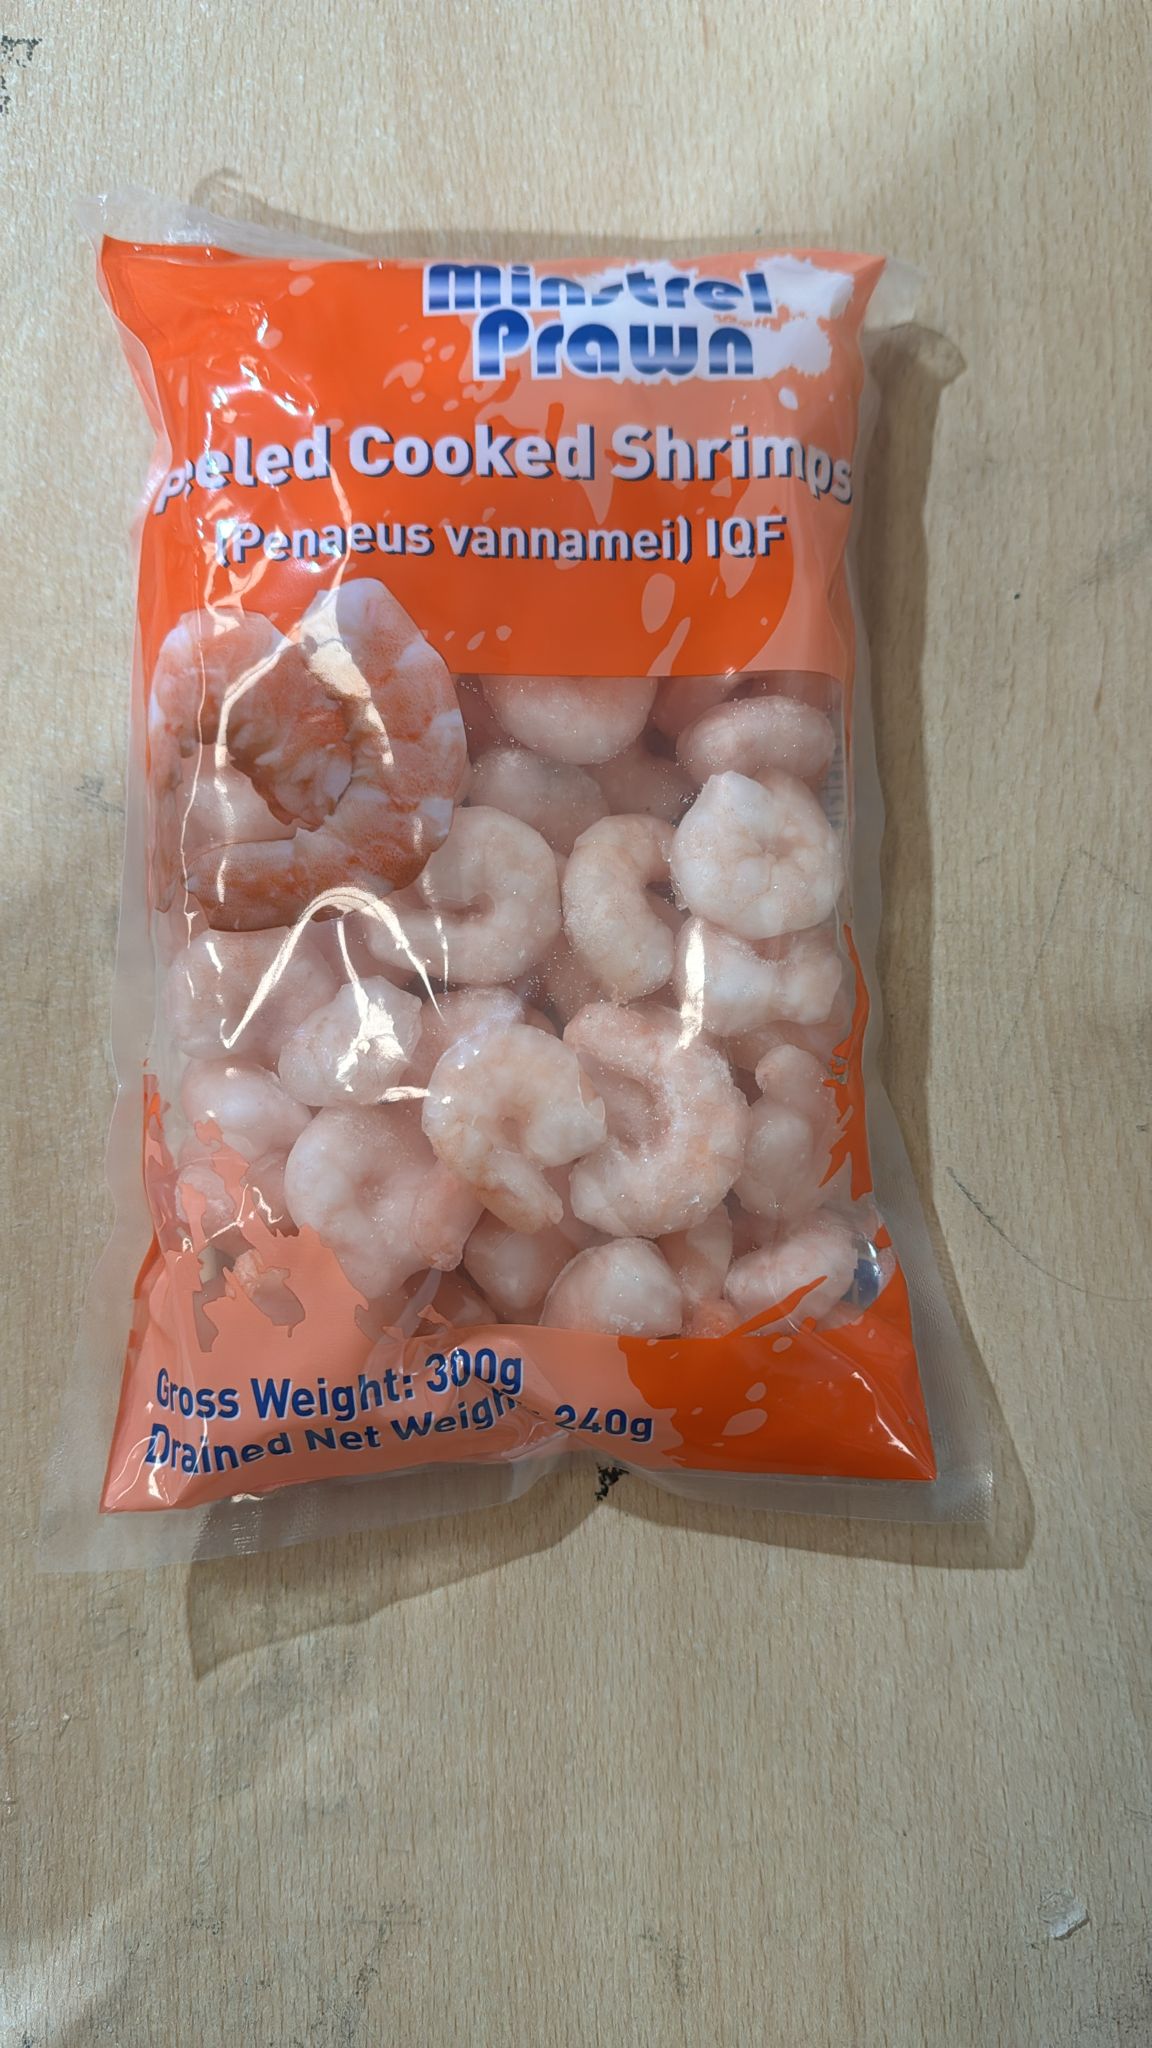 Minstrel
Prawn
Peeled Cooked Shrimps
(Penaeus vannamei) IQF
Gross Weight: 300g
Drained Net Weight: 240g